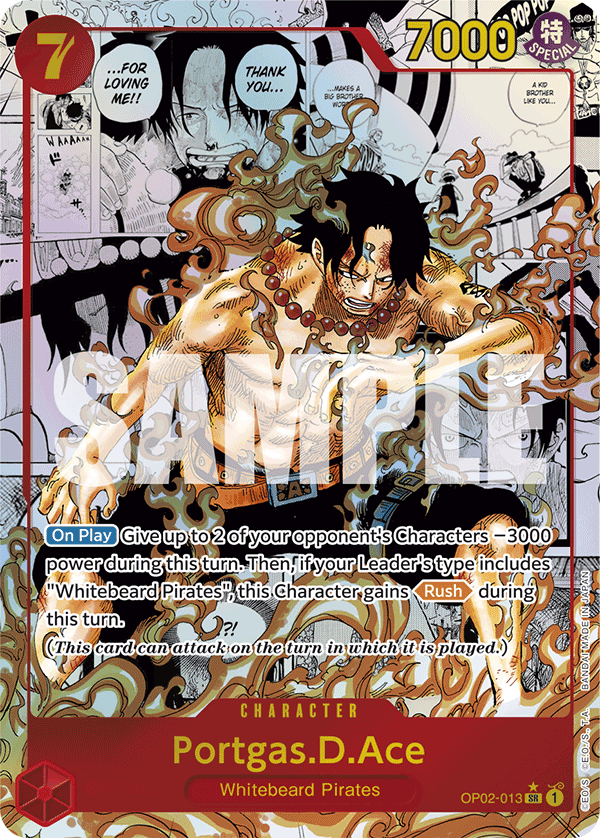 7
7000
特
SPECIAL
POP POP
...FOR
LOVING
ME!!
THANK
YOU...
...MAKES A
BIG BROTHER
A KID
BROTHER
LIKE YOU...
WAAAAA
SAMPLE
On Play Give up to 2 of your opponent's Characters −3000
power during this turn. Then, if your Leader's type includes
"Whitebeard Pirates", this Character gains Rush during
this turn.
(This card can attack on the turn in which it is played.)
?!
CHARACTER
Portgas.D.Ace
Whitebeard Pirates
OP02-013 SR 1
©E.O./S. ©E.O./S., T.A. BANDAI MADE IN JAPAN